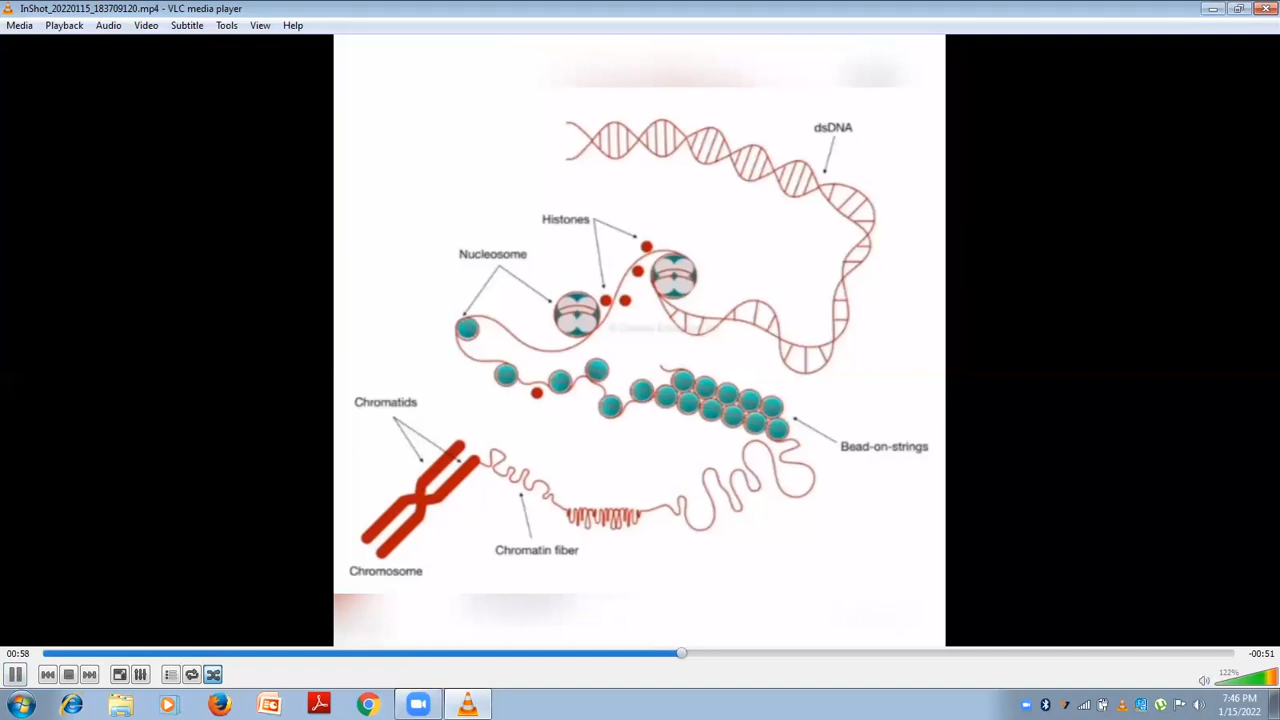 InShot_20220115_183709120.mp4 - VLC media player
Media Playback Audio Video Subtitle Tools View Help
dsDNA
Histones
Nucleosome
Chromatids
Bead-on-strings
Chromatin fiber
Chromosome
00:58
-00:51
122%
7:46 PM
1/15/2022